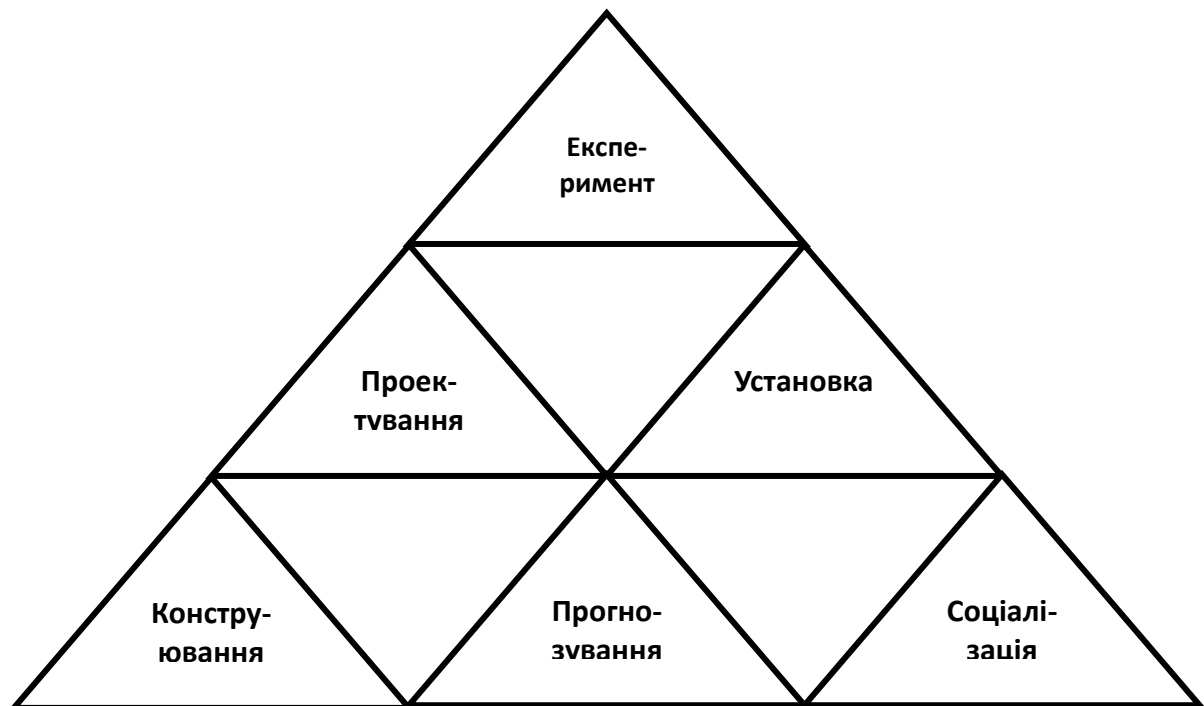 Експе-
римент
Проек-
тування
Установка
Констру-
ювання
Прогно-
зування
Соціалі-
зація